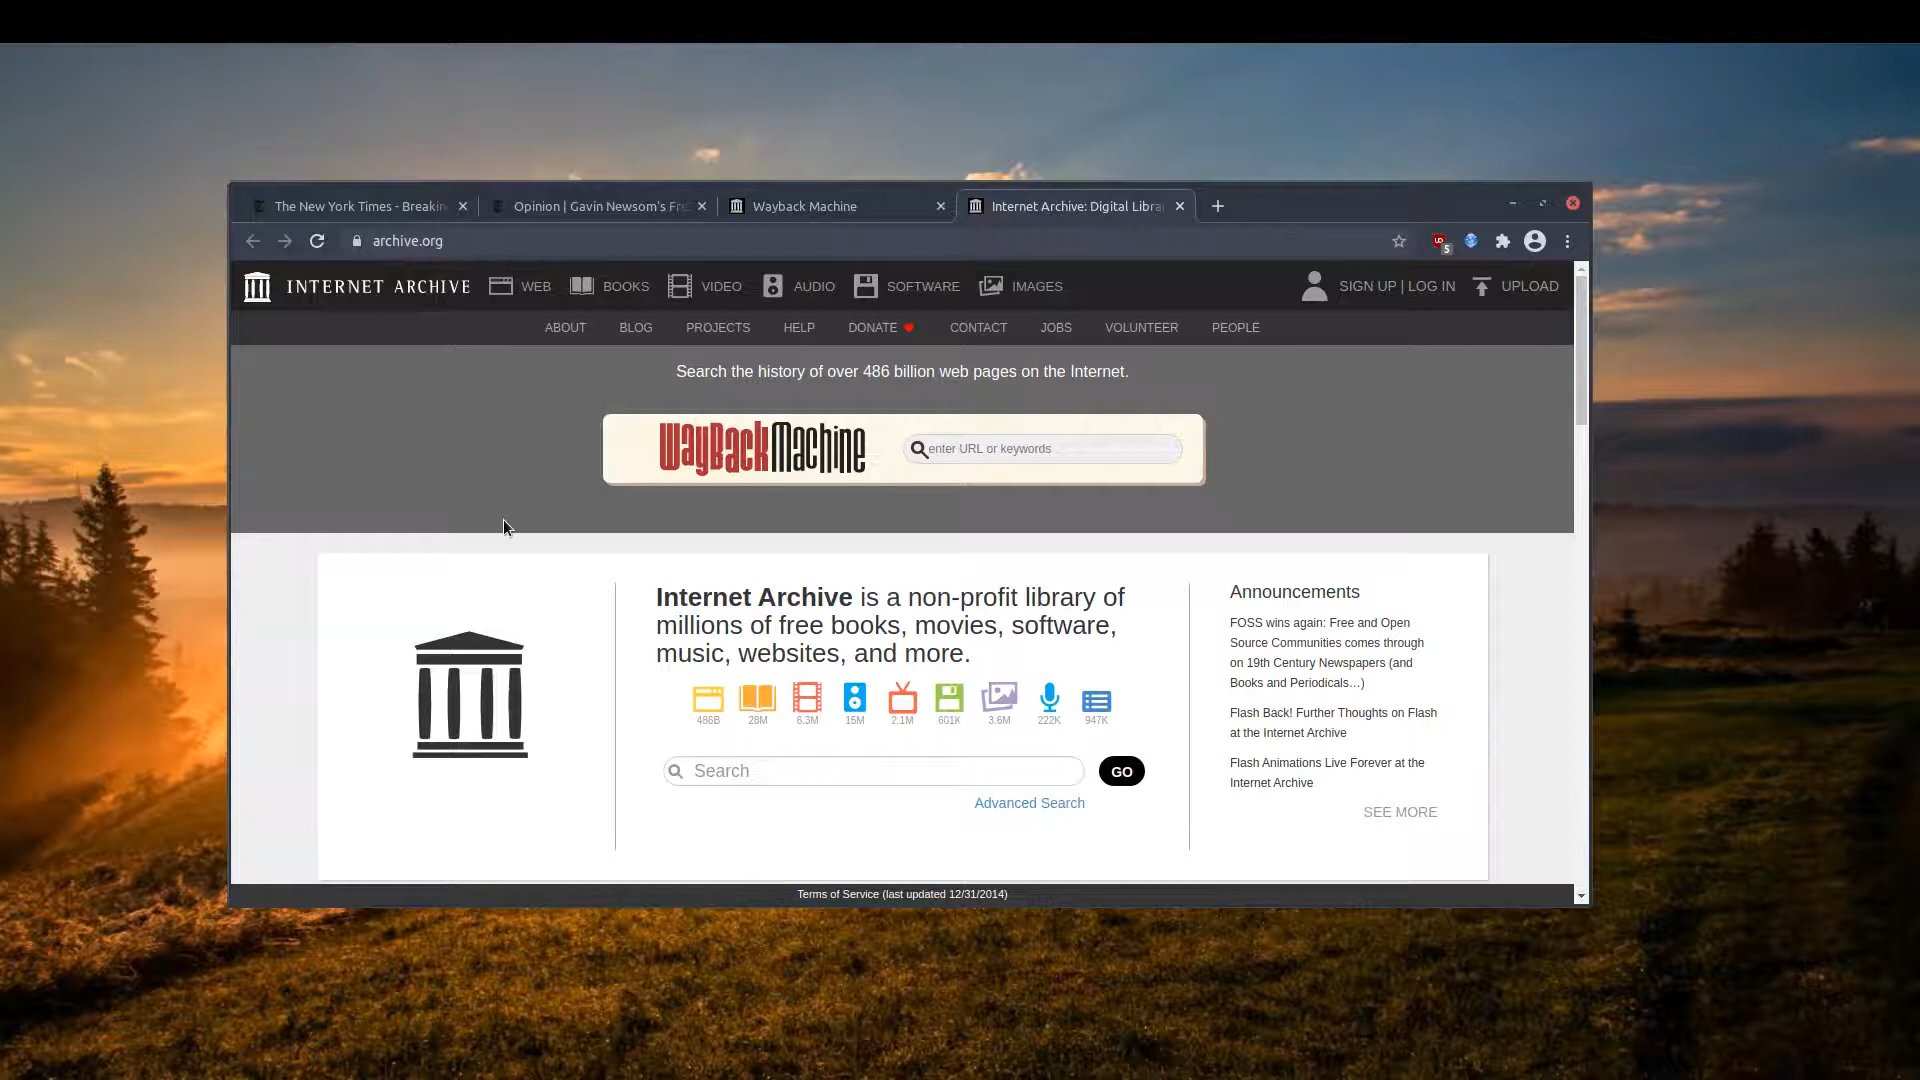 The New York Times - Breakin
Opinion | Gavin Newsom's Fre
Wayback Machine
Internet Archive: Digital Libra
archive.org
5
INTERNET ARCHIVE
WEB
BOOKS
VIDEO
AUDIO
SOFTWARE
IMAGES
SIGN UP | LOG IN
UPLOAD
ABOUT
BLOG
PROJECTS
HELP
DONATE
CONTACT
JOBS
VOLUNTEER
PEOPLE
Search the history of over 486 billion web pages on the Internet.
WayBackMachine
enter URL or keywords
Internet Archive is a non-profit library of
millions of free books, movies, software,
music, websites, and more.
486B
28M
6.3M
15M
2.1M
601K
3.6M
222K
947K
Search
GO
Advanced Search
Announcements
FOSS wins again: Free and Open
Source Communities comes through
on 19th Century Newspapers (and
Books and Periodicals…)
Flash Back! Further Thoughts on Flash
at the Internet Archive
Flash Animations Live Forever at the
Internet Archive
SEE MORE
Terms of Service (last updated 12/31/2014)